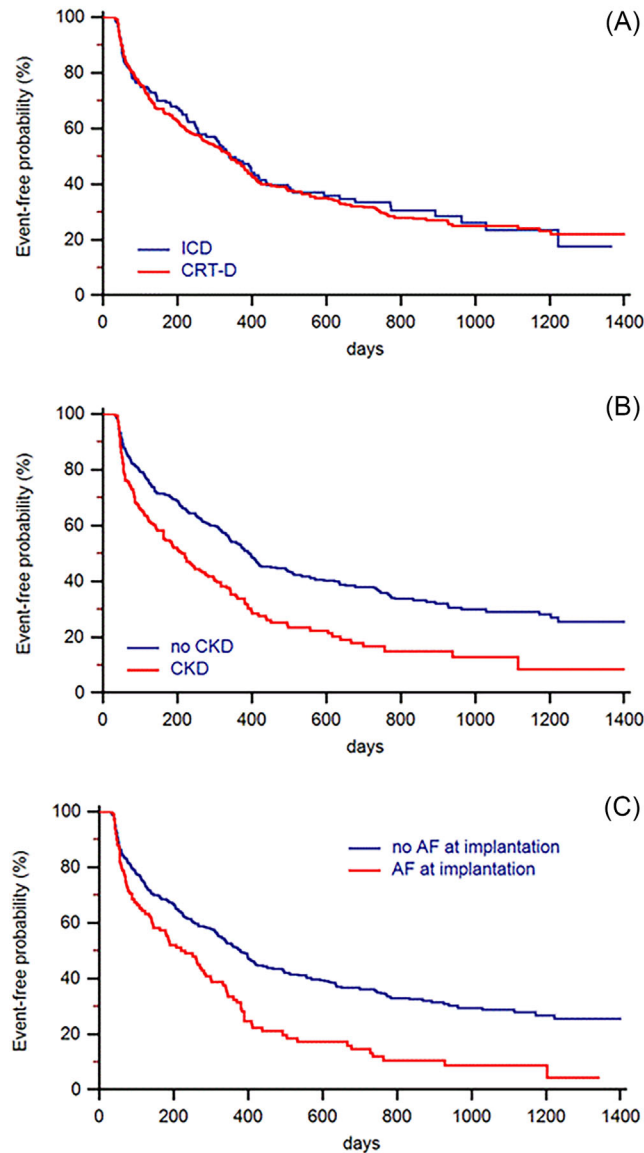 (A)
Event-free probability (%)
100
80
60
40
20
0
ICD
CRT-D
0 200 400 600 800 1000 1200 1400
days
(B)
Event-free probability (%)
100
80
60
40
20
0
no CKD
CKD
0 200 400 600 800 1000 1200 1400
days
(C)
Event-free probability (%)
100
80
60
40
20
0
no AF at implantation
AF at implantation
0 200 400 600 800 1000 1200 1400
days